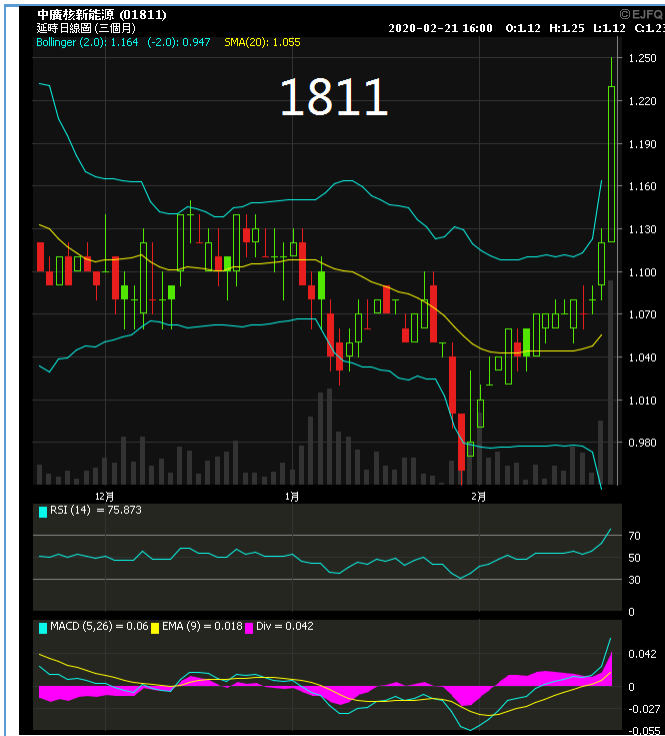 中廣核新能源 (01811)
©EJFQ
延時日線圖 (三個月)
2020-02-21 16:00 O:1.12 H:1.25 L:1.12 C:1.23
Bollinger (2.0): 1.164 (-2.0): 0.947 SMA(20): 1.055
1811
1.250
1.220
1.190
1.160
1.130
1.100
1.070
1.040
1.010
0.980
12月 1月 2月
RSI (14) = 75.873
70
50
30
0
MACD (5,26) = 0.06 EMA (9) = 0.018 Div = 0.042
0.042
0
-0.027
-0.055